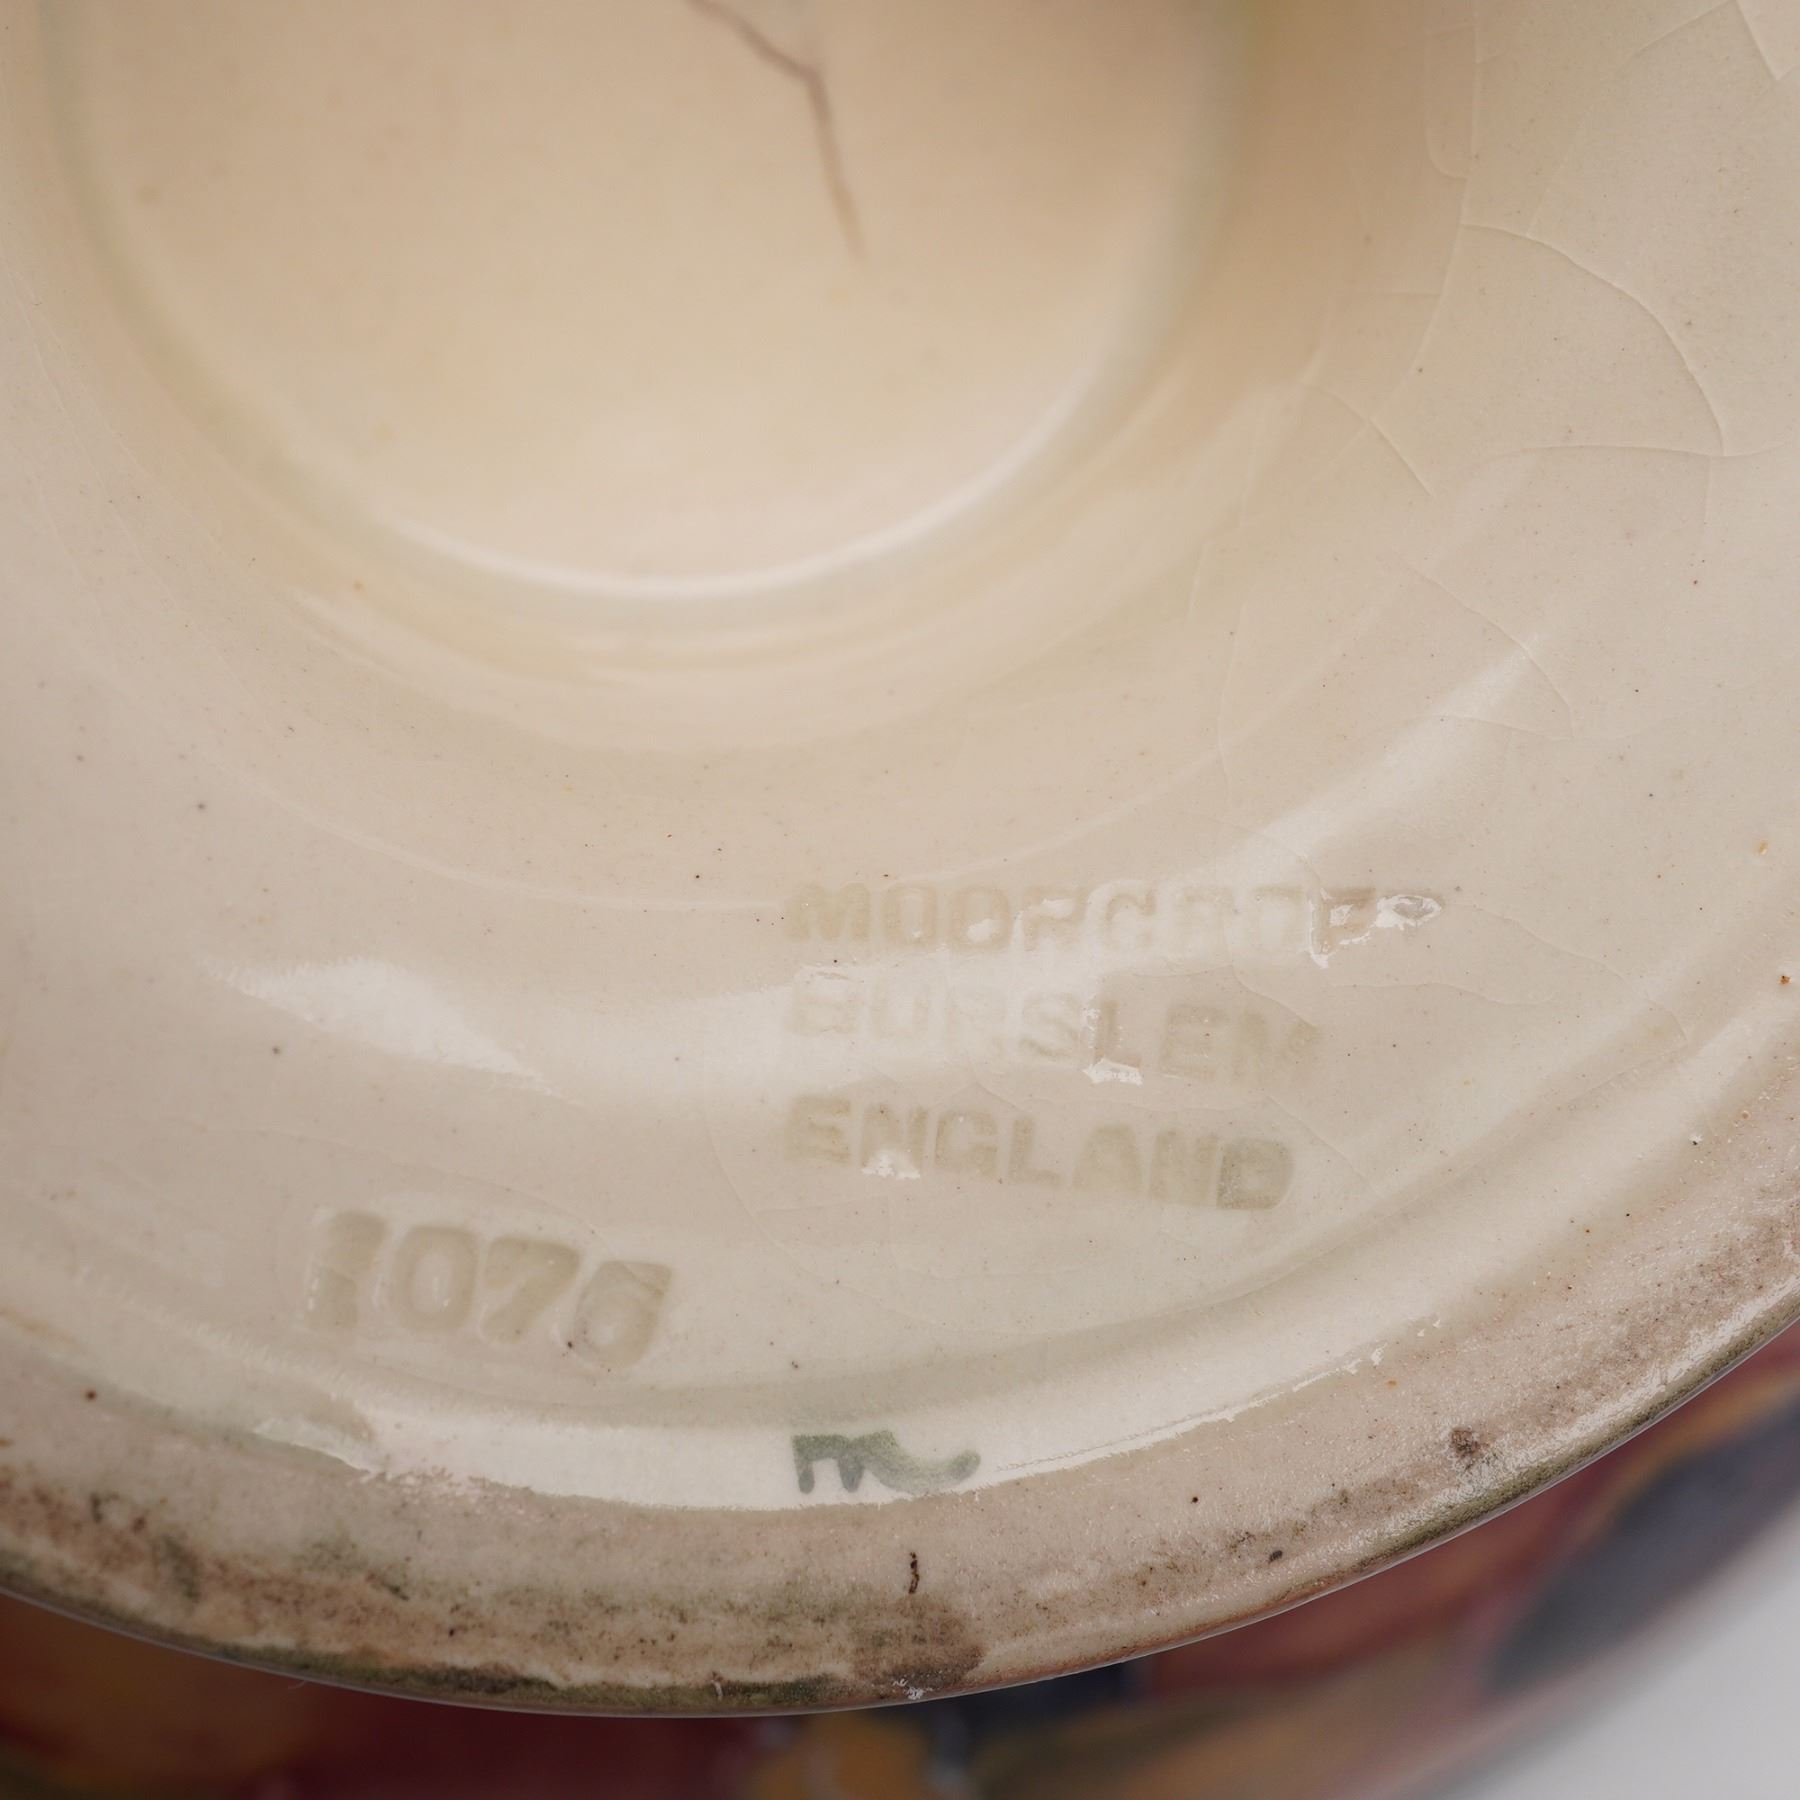 MOORCROFT
BURSLEM
ENGLAND
1076